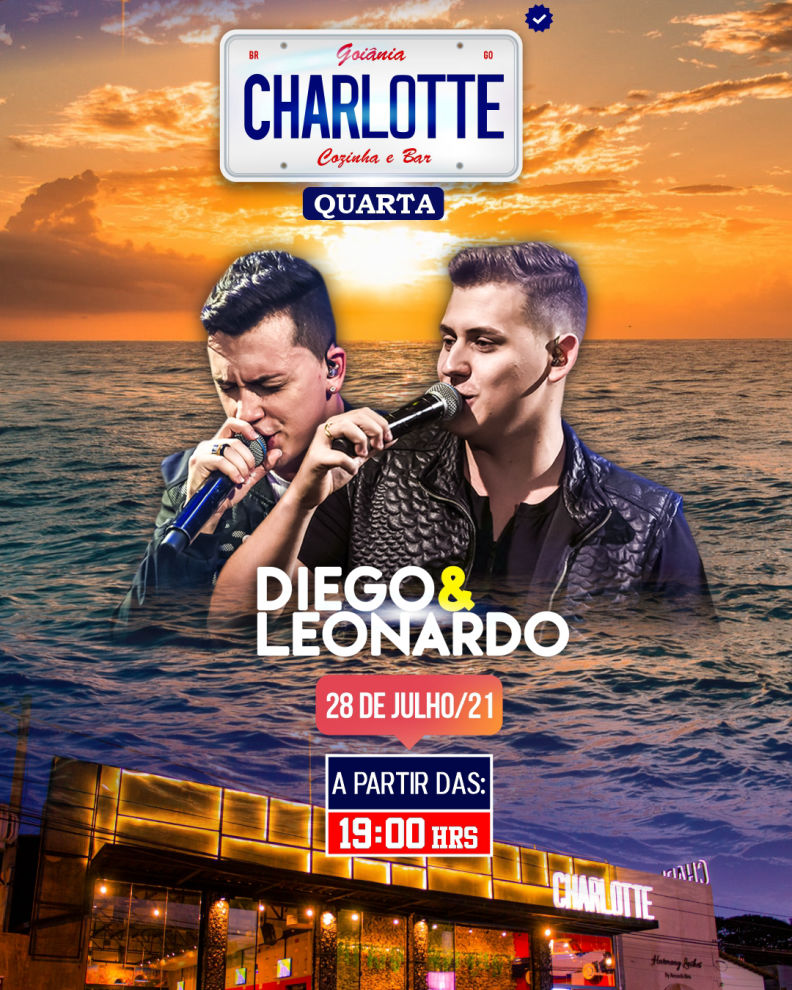 BR Goiânia GO
CHARLOTTE
Cozinha e Bar
QUARTA
DIEGO&
LEONARDO
28 DE JULHO/21
A PARTIR DAS:
19:00 HRS
CHARLOTTE
Harmony